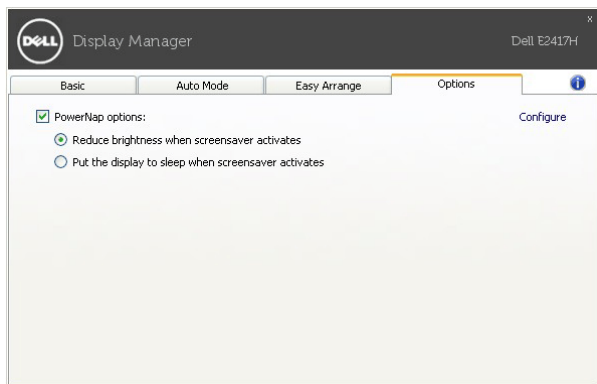 x
DELL Display Manager Dell E2417H
Basic Auto Mode Easy Arrange Options i
PowerNap options: Configure
Reduce brightness when screensaver activates
Put the display to sleep when screensaver activates